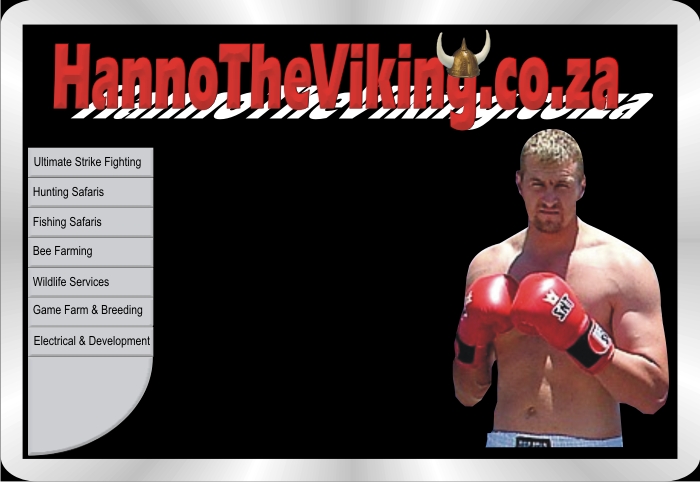 HannoTheViking.co.za
Ultimate Strike Fighting
Hunting Safaris
Fishing Safaris
Bee Farming
Wildlife Services
Game Farm & Breeding
Electrical & Development
SNT